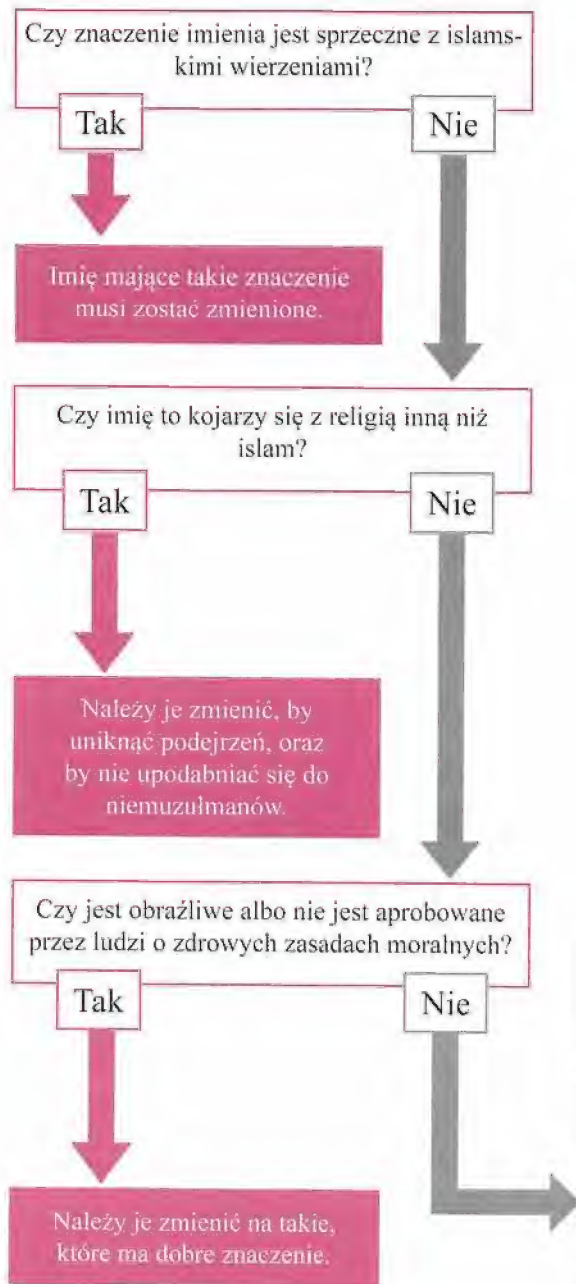 Czy znaczenie imienia jest sprzeczne z islams-
kimi wierzeniami?
Tak
Nie
Imię mające takie znaczenie
musi zostać zmienione.
Czy imię to kojarzy się z religią inną niż
islam?
Tak
Nie
Należy je zmienić, by
uniknąć podejrzeń, oraz
by nie upodabniać się do
niemuzułmanów.
Czy jest obraźliwe albo nie jest aprobowane
przez ludzi o zdrowych zasadach moralnych?
Tak
Nie
Należy je zmienić na takie,
które ma dobre znaczenie.